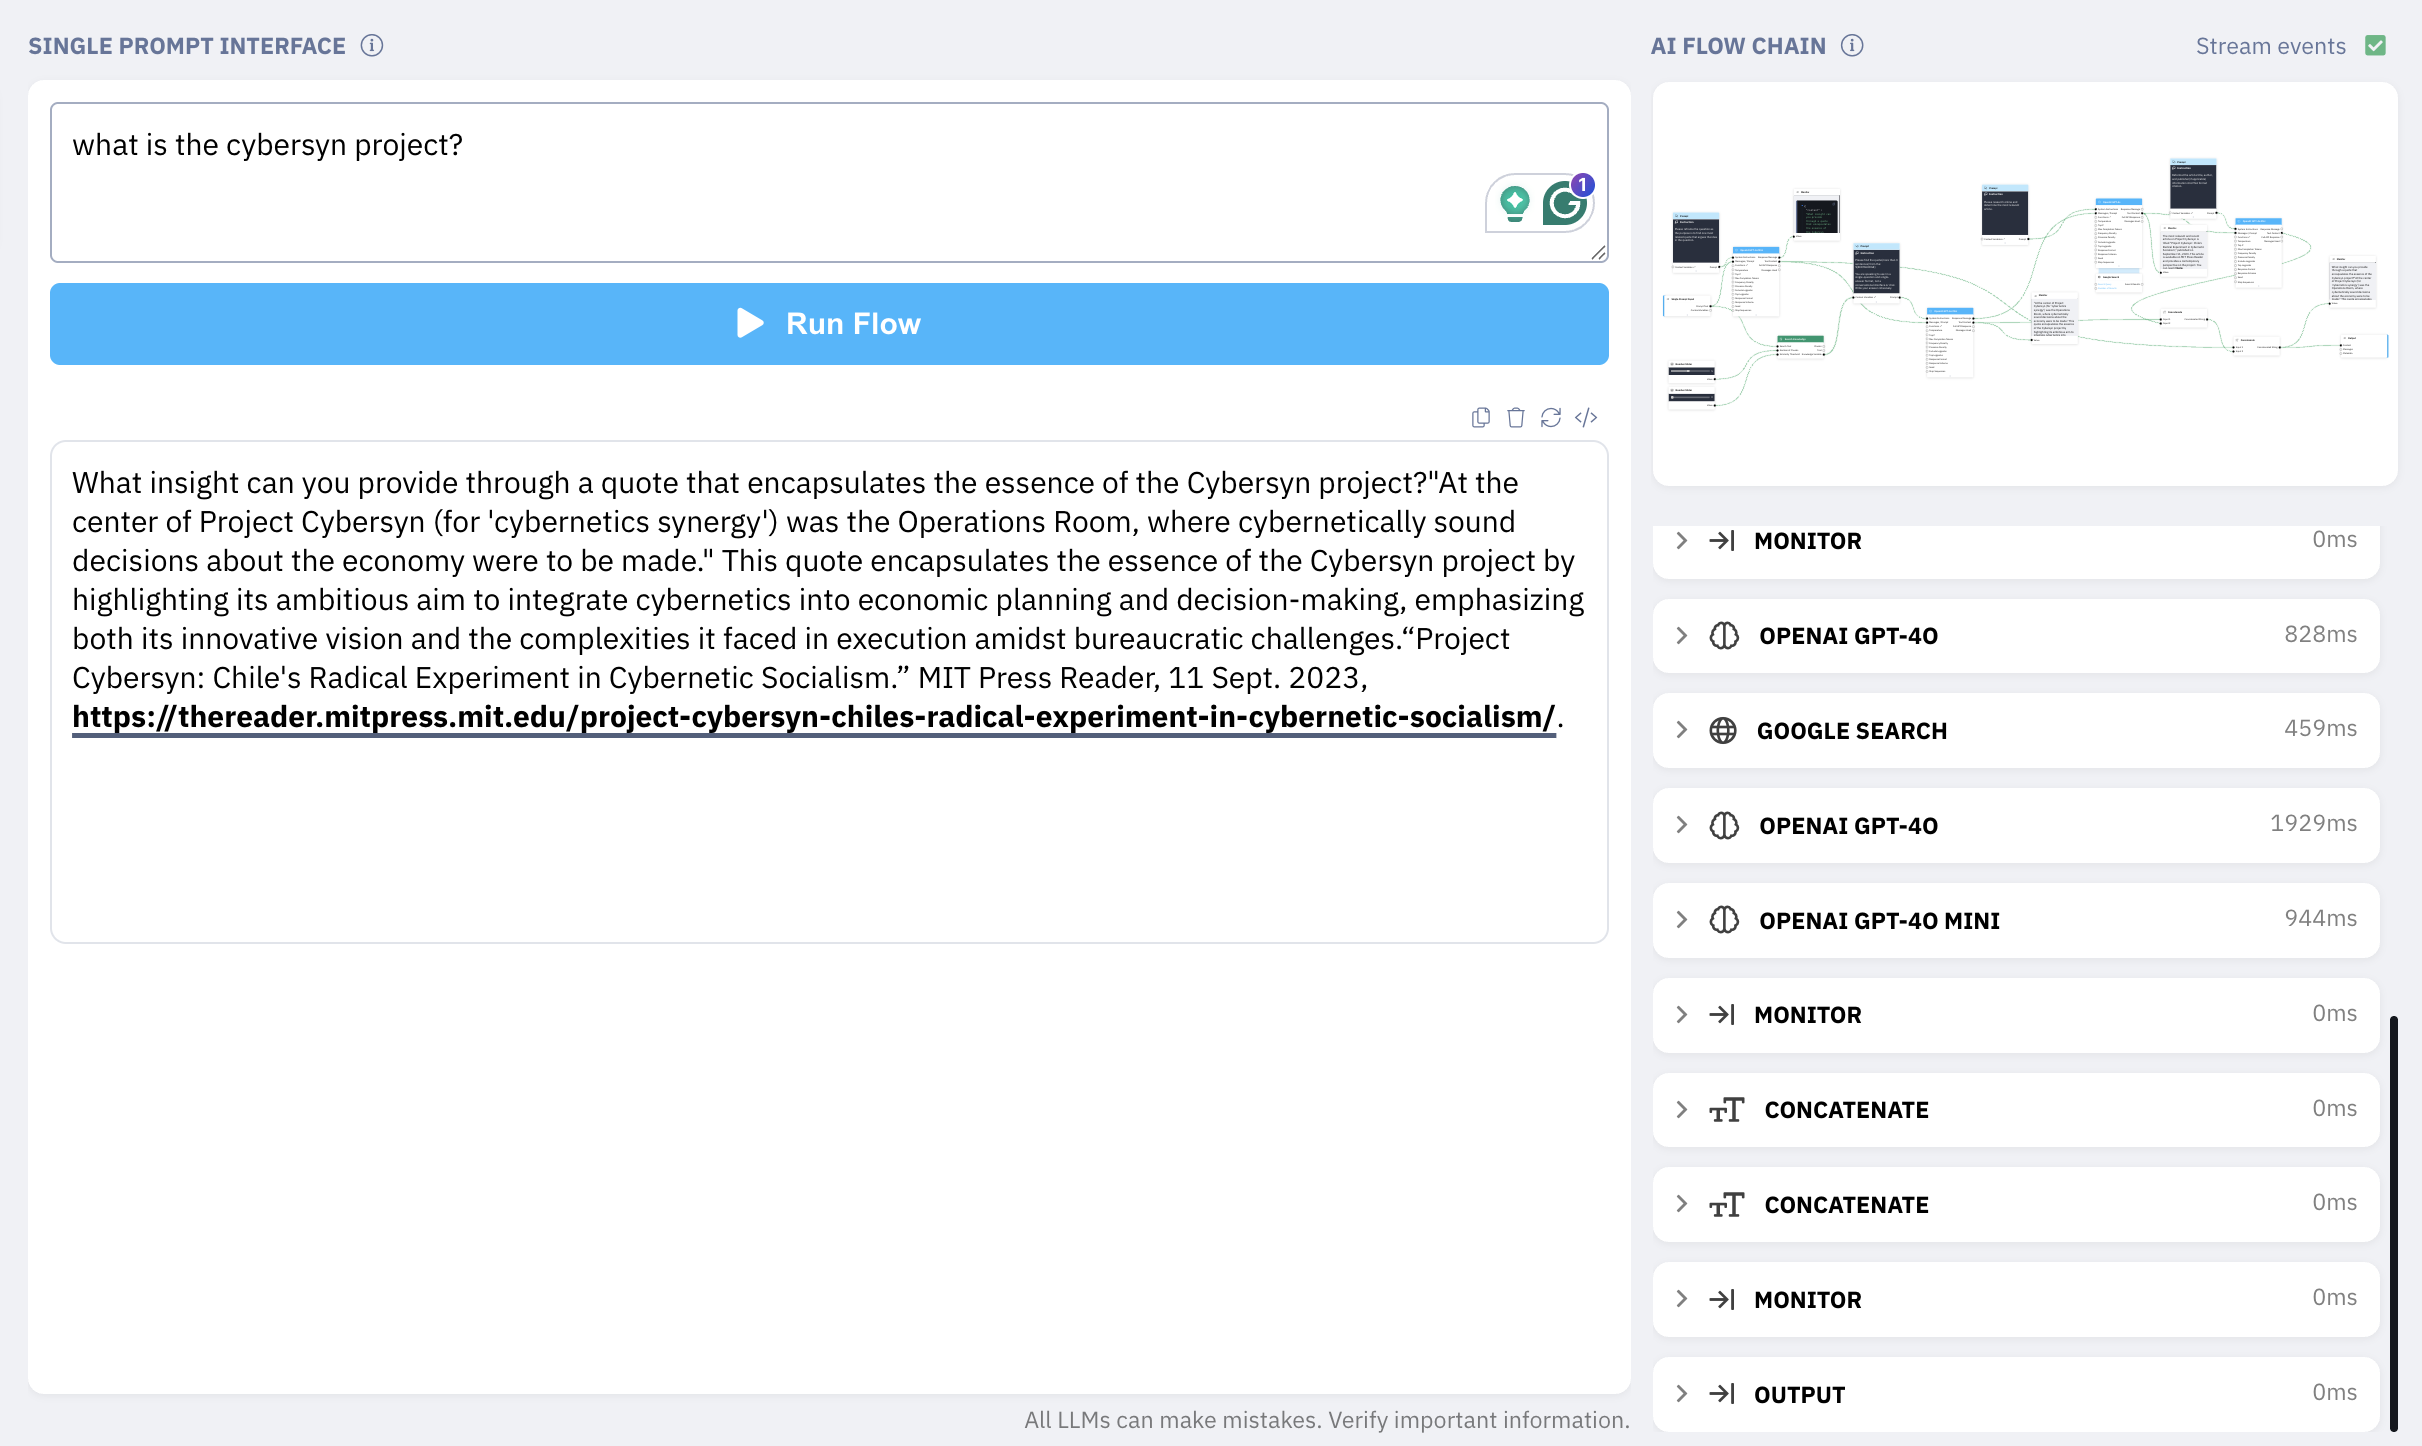 SINGLE PROMPT INTERFACE
what is the cybersyn project?
1
Run Flow
What insight can you provide through a quote that encapsulates the essence of the Cybersyn project?"At the
center of Project Cybersyn (for 'cybernetics synergy') was the Operations Room, where cybernetically sound
decisions about the economy were to be made." This quote encapsulates the essence of the Cybersyn project by
highlighting its ambitious aim to integrate cybernetics into economic planning and decision-making, emphasizing
both its innovative vision and the complexities it faced in execution amidst bureaucratic challenges.“Project
Cybersyn: Chile's Radical Experiment in Cybernetic Socialism.” MIT Press Reader, 11 Sept. 2023,
https://thereader.mitpress.mit.edu/project-cybersyn-chiles-radical-experiment-in-cybernetic-socialism/.
All LLMs can make mistakes. Verify important information.
AI FLOW CHAIN
Stream events
MONITOR 0ms
OPENAI GPT-4O 828ms
GOOGLE SEARCH 459ms
OPENAI GPT-4O 1929ms
OPENAI GPT-4O MINI 944ms
MONITOR 0ms
CONCATENATE 0ms
CONCATENATE 0ms
MONITOR 0ms
OUTPUT 0ms